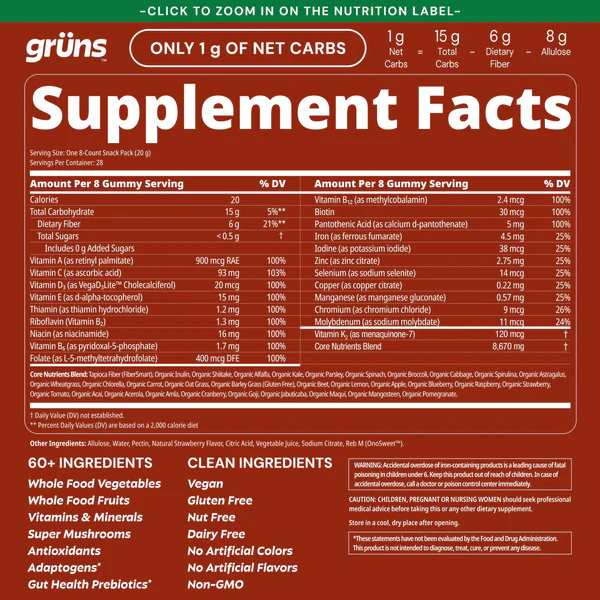 –CLICK TO ZOOM IN ON THE NUTRITION LABEL–
grüns™
ONLY 1 g OF NET CARBS
1 g Net Carbs = 15 g Total Carbs – 6 g Dietary Fiber – 8 g Allulose
Supplement Facts
Serving Size: One 8-Count Snack Pack (20 g)
Servings Per Container: 28
Amount Per 8 Gummy Serving % DV
Calories 20
Total Carbohydrate 15 g 5%**
Dietary Fiber 6 g 21%**
Total Sugars <0.5 g †
Includes 0 g Added Sugars
Vitamin A (as retinyl palmitate) 900 mcg RAE 100%
Vitamin C (as ascorbic acid) 93 mg 103%
Vitamin D₃ (as VegaD₃Lite™ Cholecalciferol) 20 mcg 100%
Vitamin E (as d-alpha-tocopherol) 15 mg 100%
Thiamin (as thiamin hydrochloride) 1.2 mg 100%
Riboflavin (Vitamin B₂) 1.3 mg 100%
Niacin (as niacinamide) 16 mg 100%
Vitamin B₆ (as pyridoxal-5-phosphate) 1.7 mg 100%
Folate (as L-5-methyltetrahydrofolate) 400 mcg DFE 100%
Amount Per 8 Gummy Serving % DV
Vitamin B₁₂ (as methylcobalamin) 2.4 mcg 100%
Biotin 30 mcg 100%
Pantothenic Acid (as calcium d-pantothenate) 5 mg 100%
Iron (as ferrous fumarate) 4.5 mg 25%
Iodine (as potassium iodide) 38 mcg 25%
Zinc (as zinc citrate) 2.75 mg 25%
Selenium (as sodium selenite) 14 mcg 25%
Copper (as copper citrate) 0.22 mg 25%
Manganese (as manganese gluconate) 0.57 mg 25%
Chromium (as chromium chloride) 9 mcg 26%
Molybdenum (as sodium molybdate) 11 mcg 24%
Vitamin K₂ (as menaquinone-7) 120 mcg †
Core Nutrients Blend 8,670 mg †
Core Nutrients Blend: Tapioca Fiber (FiberSmart), Organic Inulin, Organic Shiitake, Organic Alfalfa, Organic Kale, Organic Parsley, Organic Spinach, Organic Broccoli, Organic Cabbage, Organic Spirulina, Organic Astragalus,
Organic Wheatgrass, Organic Chlorella, Organic Carrot, Organic Oat Grass, Organic Barley Grass (Gluten Free), Organic Beet, Organic Lemon, Organic Apple, Organic Blueberry, Organic Raspberry, Organic Strawberry,
Organic Tomato, Organic Acai, Organic Acerola, Organic Amla, Organic Cranberry, Organic Goji, Organic Jabuticaba, Organic Maqui, Organic Mangosteen, Organic Pomegranate.
† Daily Value (DV) not established.
** Percent Daily Values (DV) are based on a 2,000 calorie diet
Other Ingredients: Allulose, Water, Pectin, Natural Strawberry Flavor, Citric Acid, Vegetable Juice, Sodium Citrate, Reb M (OnoSweet™).
60+ INGREDIENTS
Whole Food Vegetables
Whole Food Fruits
Vitamins & Minerals
Super Mushrooms
Antioxidants
Adaptogens*
Gut Health Prebiotics*
CLEAN INGREDIENTS
Vegan
Gluten Free
Nut Free
Dairy Free
No Artificial Colors
No Artificial Flavors
Non-GMO
WARNING: Accidental overdose of iron-containing products is a leading cause of fatal
poisoning in children under 6. Keep this product out of reach of children. In case of
accidental overdose, call a doctor or poison control center immediately.
CAUTION: CHILDREN, PREGNANT OR NURSING WOMEN should seek professional
medical advice before taking this or any other dietary supplement.
Store in a cool, dry place after opening.
*These statements have not been evaluated by the Food and Drug Administration.
This product is not intended to diagnose, treat, cure, or prevent any disease.